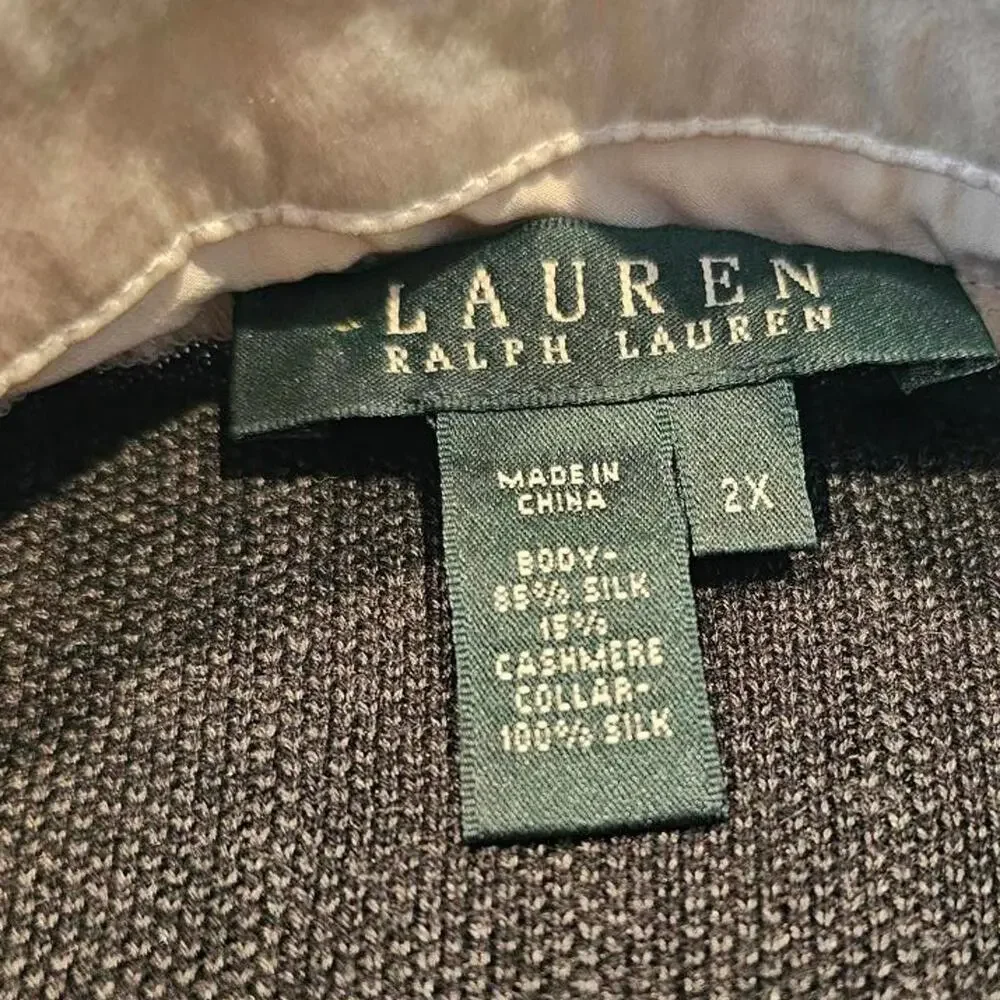 LAUREN
RALPH LAUREN
MADE IN
CHINA
2X
BODY-
85% SILK
15%
CASHMERE
COLLAR-
100% SILK